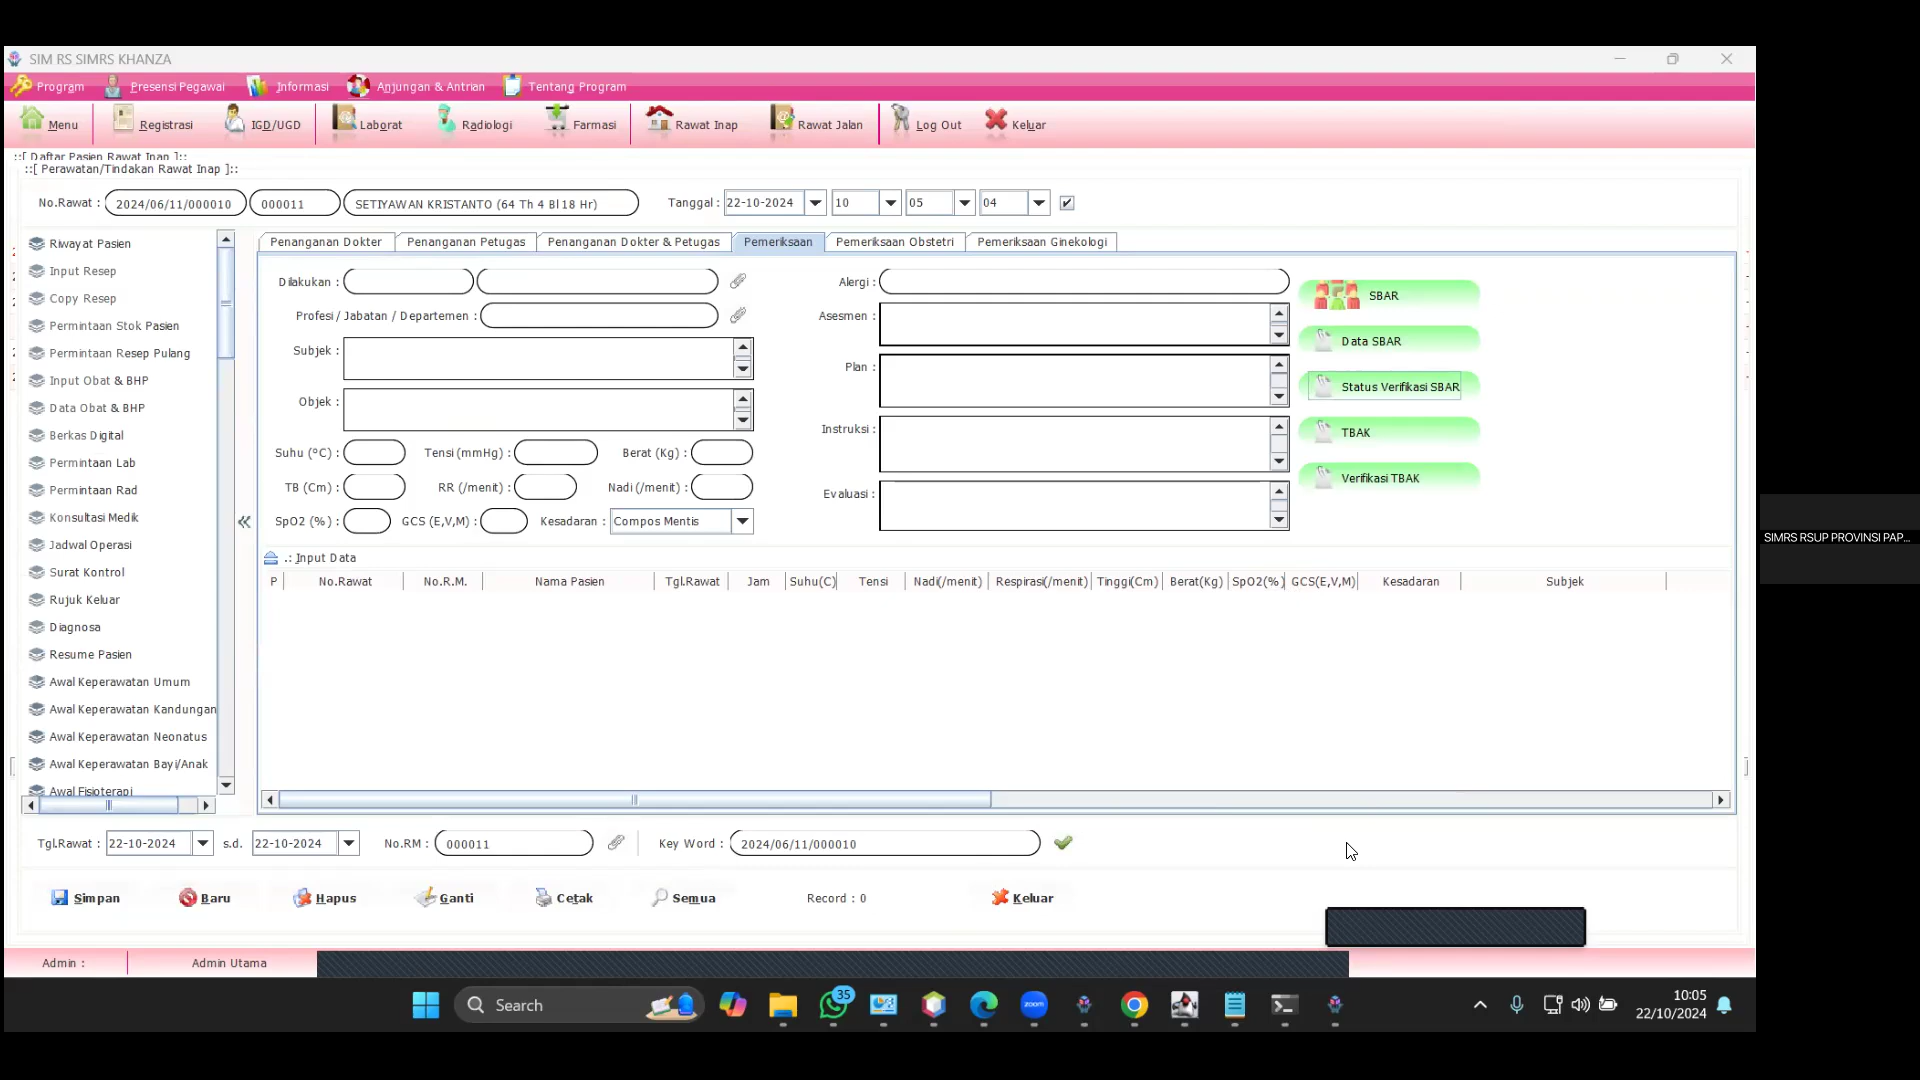 SIM RS SIMRS KHANZA
Program Presensi Pegawai Informasi Anjungan & Antrian Tentang Program
Menu Registrasi IGD/UGD Laborat Radiologi Farmasi Rawat Inap Rawat Jalan Log Out Keluar
::[ Daftar Pasien Rawat Inap ]::
::[ Perawatan/Tindakan Rawat Inap ]::
No.Rawat : 2024/06/11/000010 000011 SETIYAWAN KRISTANTO (64 Th 4 Bl 18 Hr) Tanggal : 22-10-2024 10 05 04
Riwayat Pasien
Input Resep
Copy Resep
Permintaan Stok Pasien
Permintaan Resep Pulang
Input Obat & BHP
Data Obat & BHP
Berkas Digital
Permintaan Lab
Permintaan Rad
Konsultasi Medik
Jadwal Operasi
Surat Kontrol
Rujuk Keluar
Diagnosa
Resume Pasien
Awal Keperawatan Umum
Awal Keperawatan Kandungan
Awal Keperawatan Neonatus
Awal Keperawatan Bayi/Anak
Awal Fisioterapi
Penanganan Dokter Penanganan Petugas Penanganan Dokter & Petugas Pemeriksaan Pemeriksaan Obstetri Pemeriksaan Ginekologi
Dilakukan :
Profesi / Jabatan / Departemen :
Subjek :
Objek :
Suhu (°C) : Tensi (mmHg) : Berat (Kg) :
TB (Cm) : RR (/menit) : Nadi (/menit) :
SpO2 (%) : GCS (E,V,M) : Kesadaran : Compos Mentis
Alergi :
Asesmen :
Plan :
Instruksi :
Evaluasi :
SBAR
Data SBAR
Status Verifikasi SBAR
TBAK
Verifikasi TBAK
.: Input Data
P No.Rawat No.R.M. Nama Pasien Tgl.Rawat Jam Suhu(C) Tensi Nadi(/menit) Respirasi(/menit) Tinggi(Cm) Berat(Kg) SpO2(%) GCS(E,V,M) Kesadaran Subjek
Tgl.Rawat : 22-10-2024 s.d. 22-10-2024 No.RM : 000011 Key Word : 2024/06/11/000010
Simpan Baru Hapus Ganti Cetak Semua Record : 0 Keluar
Admin : Admin Utama
Search 35 zoom 10:05
22/10/2024
SIMRS RSUP PROVINSI PAP...